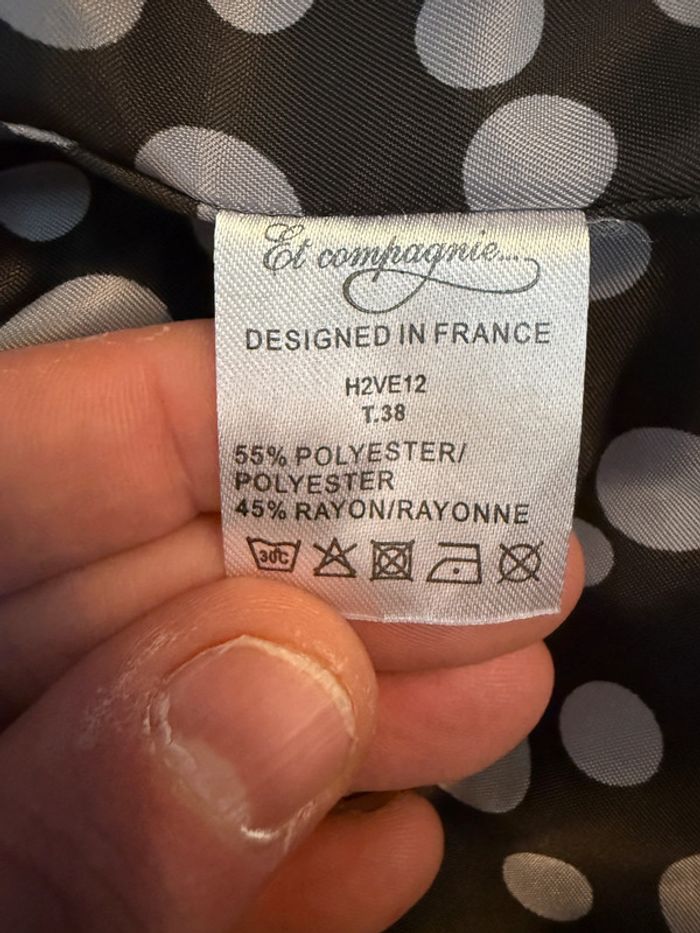 Et compagnie...
DESIGNED IN FRANCE
H2VE12
T.38
55% POLYESTER/
POLYESTER
45% RAYON/RAYONNE
30C